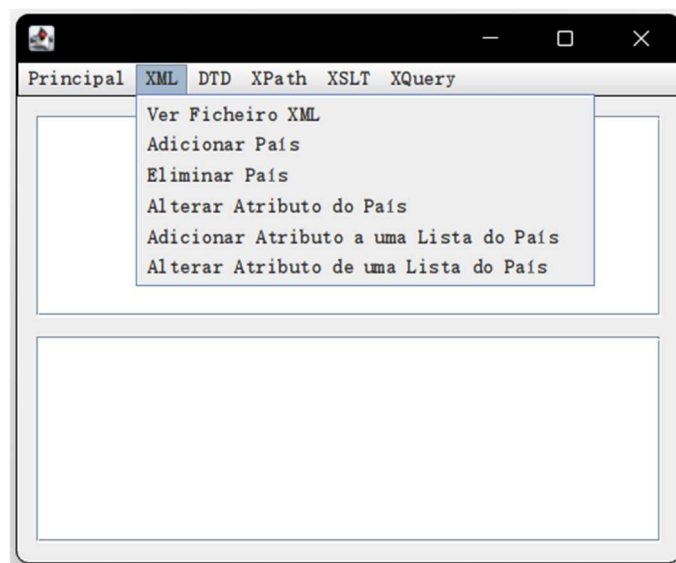 Principal XML DTD XPath XSLT XQuery
Ver Ficheiro XML
Adicionar País
Eliminar País
Alterar Atributo do País
Adicionar Atributo a uma Lista do País
Alterar Atributo de uma Lista do País